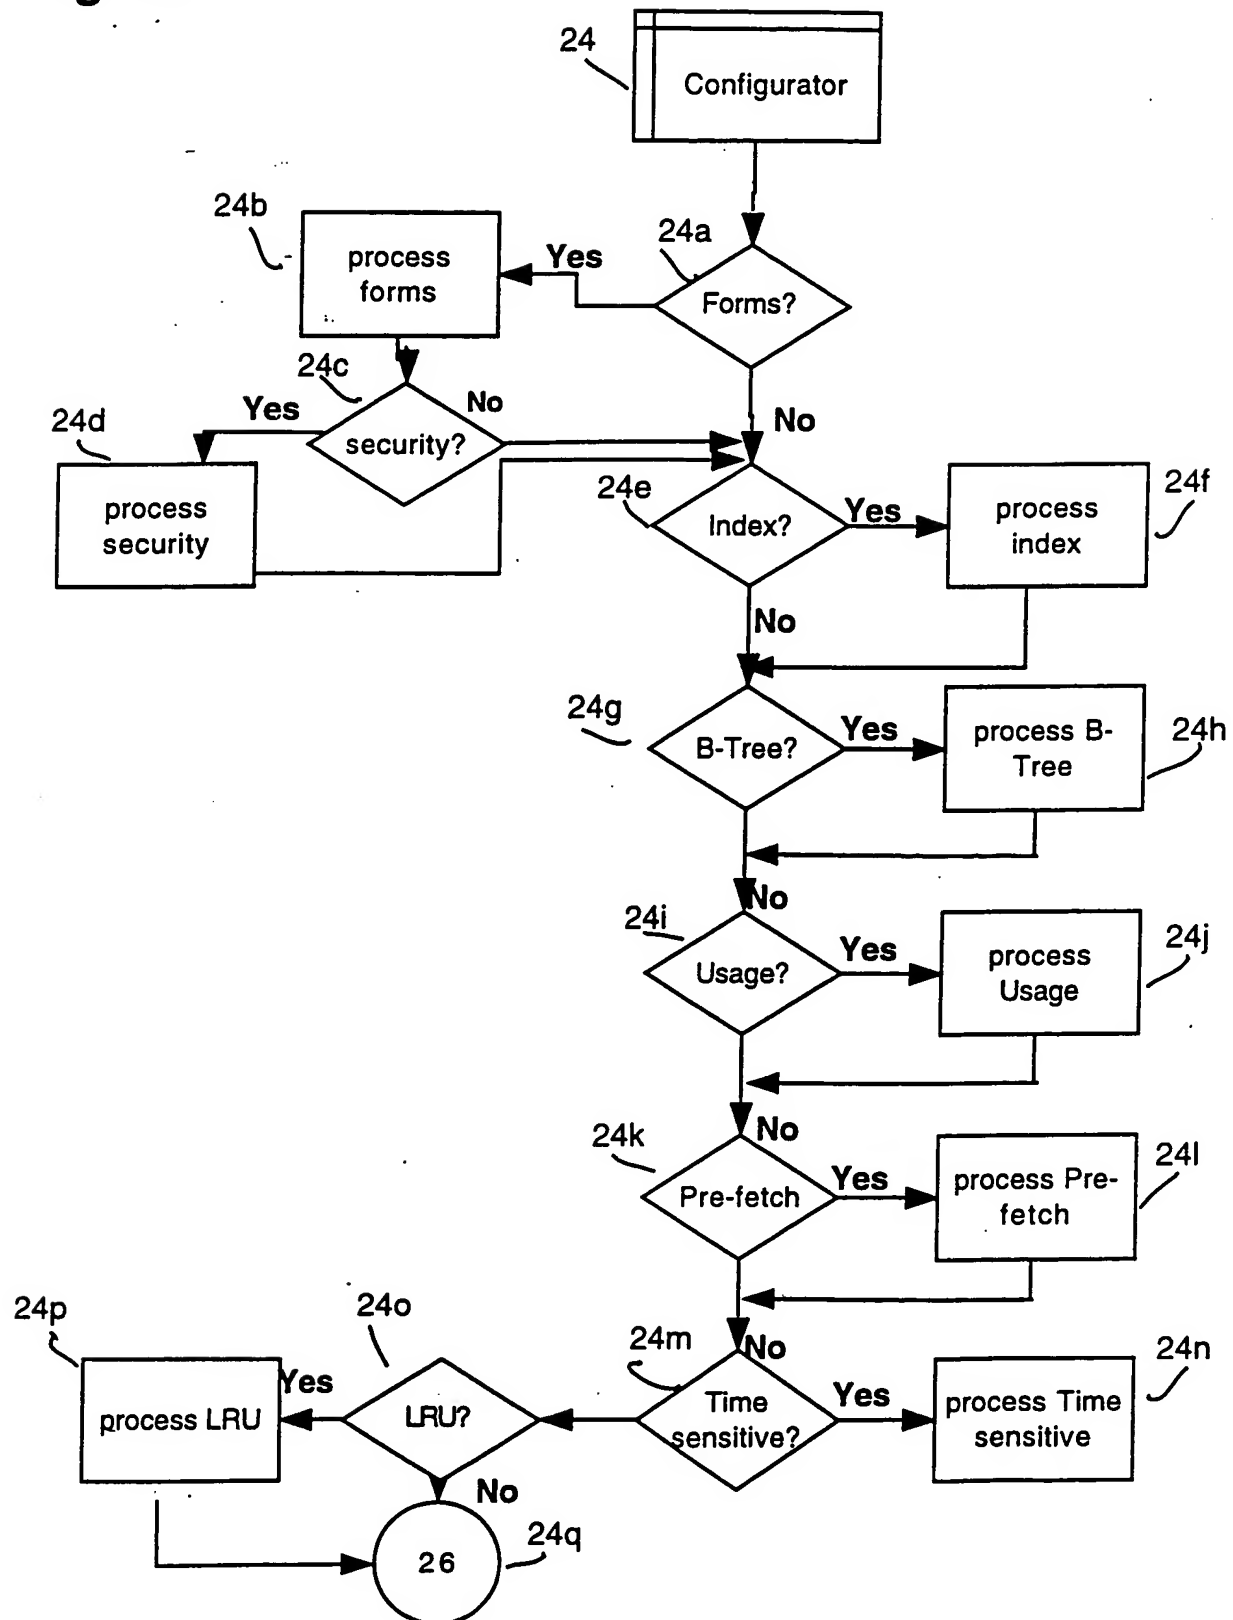 24
Configurator
24b
24a
process
forms
Yes
Forms?
24c
No
24d
Yes
No
security?
process
security
24e
Index?
Yes
process
index
24f
No
24g
B-Tree?
Yes
process B-
Tree
24h
No
24i
Usage?
Yes
process
Usage
24j
No
24k
Pre-fetch
Yes
process Pre-
fetch
24l
No
24p
24o
24m
24n
process LRU
Yes
LRU?
Time
sensitive?
Yes
process Time
sensitive
No
26
24q